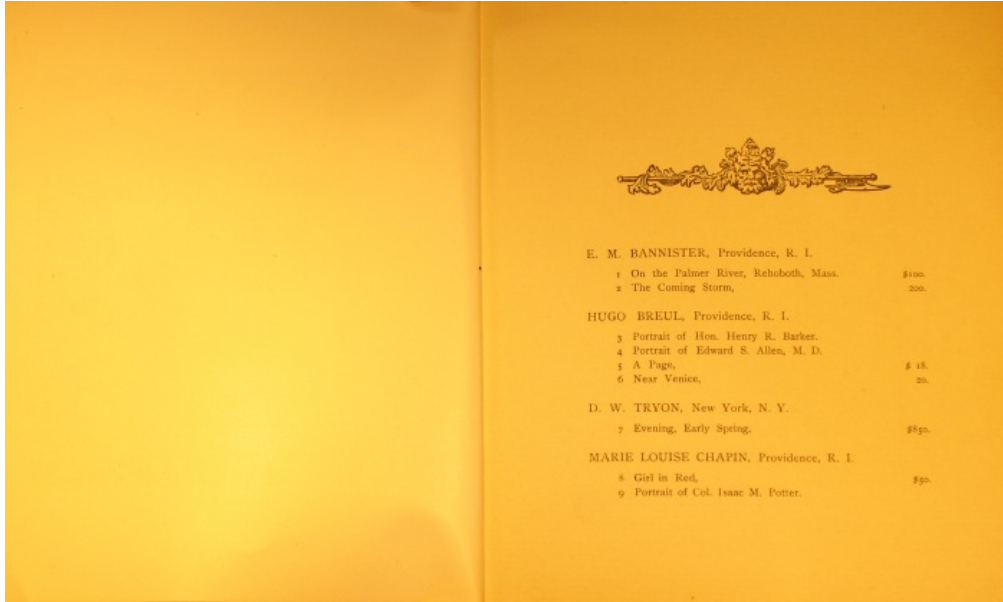 E. M. BANNISTER, Providence, R. I.
1 On the Palmer River, Rehoboth, Mass. $100.
2 The Coming Storm, 200.
HUGO BREUL, Providence, R. I.
3 Portrait of Hon. Henry R. Barker.
4 Portrait of Edward S. Allen, M. D.
5 A Page, $ 18.
6 Near Venice, 20.
D. W. TRYON, New York, N. Y.
7 Evening, Early Spring, $850.
MARIE LOUISE CHAPIN, Providence, R. I.
8 Girl in Red, $50.
9 Portrait of Col. Isaac M. Potter.